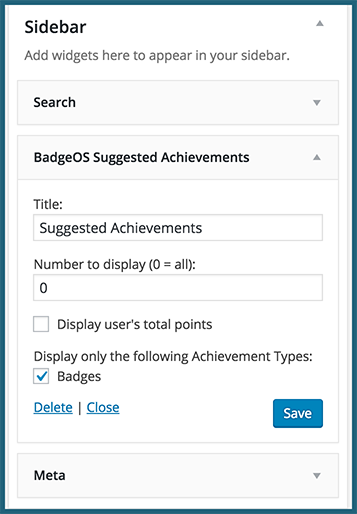 Sidebar
Add widgets here to appear in your sidebar.
Search
BadgeOS Suggested Achievements
Title:
Suggested Achievements
Number to display (0 = all):
0
Display user's total points
Display only the following Achievement Types:
Badges
Delete | Close
Save
Meta